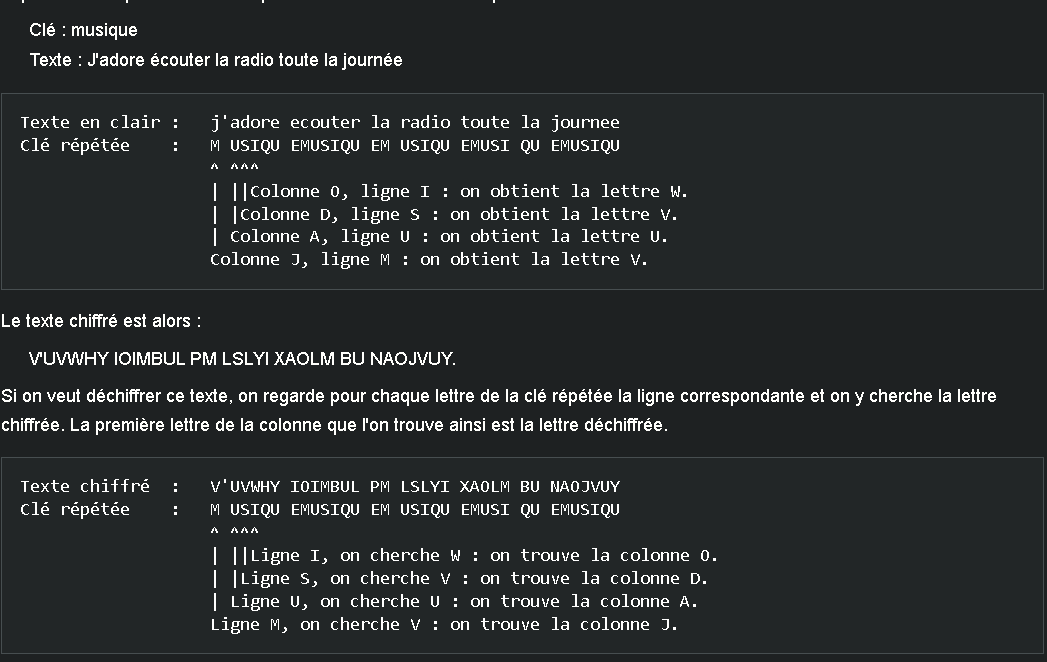 Clé : musique
Texte : J'adore écouter la radio toute la journée
Texte en clair :   j'adore ecouter la radio toute la journee
Clé répétée    :   M USIQU EMUSIQU EM USIQU EMUSI QU EMUSIQU
^ ^^^
| ||Colonne O, ligne I : on obtient la lettre W.
| |Colonne D, ligne S : on obtient la lettre V.
| Colonne A, ligne U : on obtient la lettre U.
Colonne J, ligne M : on obtient la lettre V.
Le texte chiffré est alors :
V'UVWHY IOIMBUL PM LSLYI XAOLM BU NAOJVUY.
Si on veut déchiffrer ce texte, on regarde pour chaque lettre de la clé répétée la ligne correspondante et on y cherche la lettre
chiffrée. La première lettre de la colonne que l'on trouve ainsi est la lettre déchiffrée.
Texte chiffré  :   V'UVWHY IOIMBUL PM LSLYI XAOLM BU NAOJVUY
Clé répétée    :   M USIQU EMUSIQU EM USIQU EMUSI QU EMUSIQU
^ ^^^
| ||Ligne I, on cherche W : on trouve la colonne O.
| |Ligne S, on cherche V : on trouve la colonne D.
| Ligne U, on cherche U : on trouve la colonne A.
Ligne M, on cherche V : on trouve la colonne J.